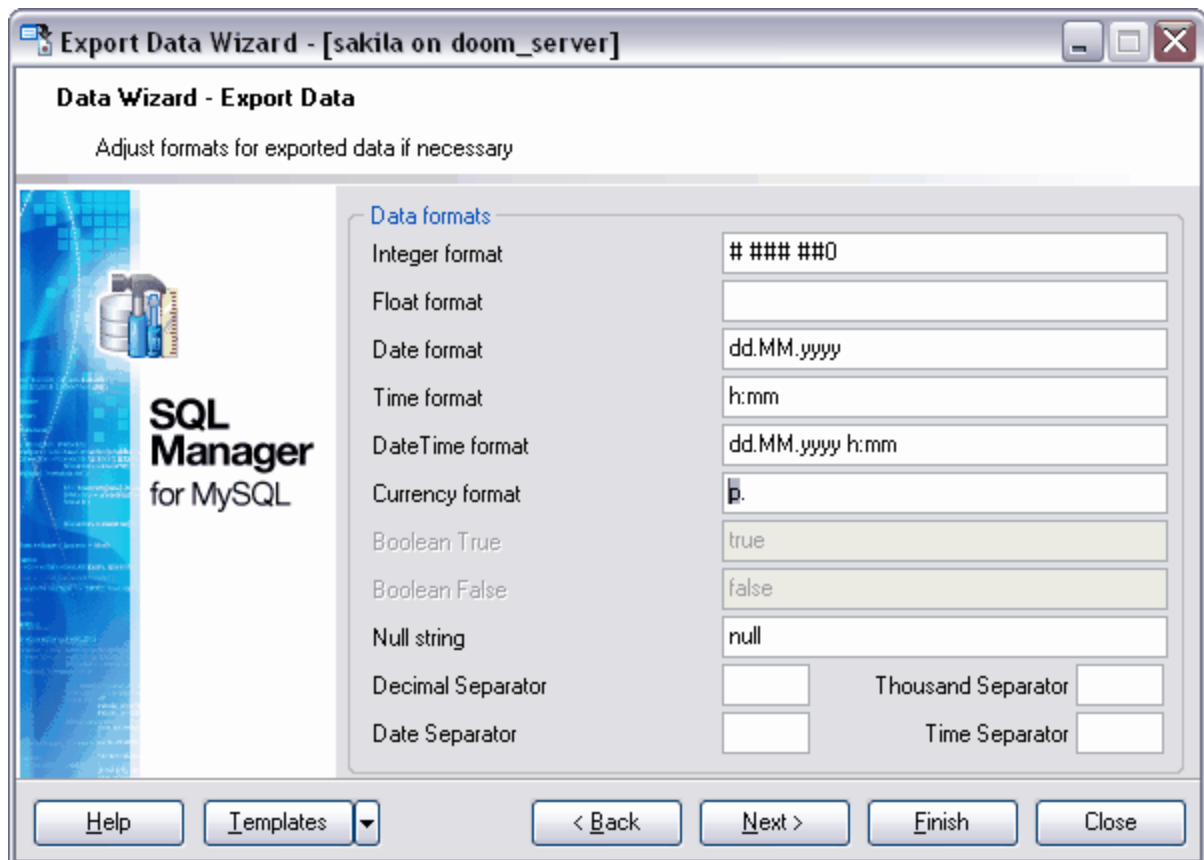 Export Data Wizard - [sakila on doom_server]
Data Wizard - Export Data
Adjust formats for exported data if necessary
SQL
Manager
for MySQL
Data formats
Integer format # ### ##0
Float format
Date format dd.MM.yyyy
Time format h:mm
DateTime format dd.MM.yyyy h:mm
Currency format р.
Boolean True true
Boolean False false
Null string null
Decimal Separator Thousand Separator
Date Separator Time Separator
Help Templates < Back Next > Finish Close